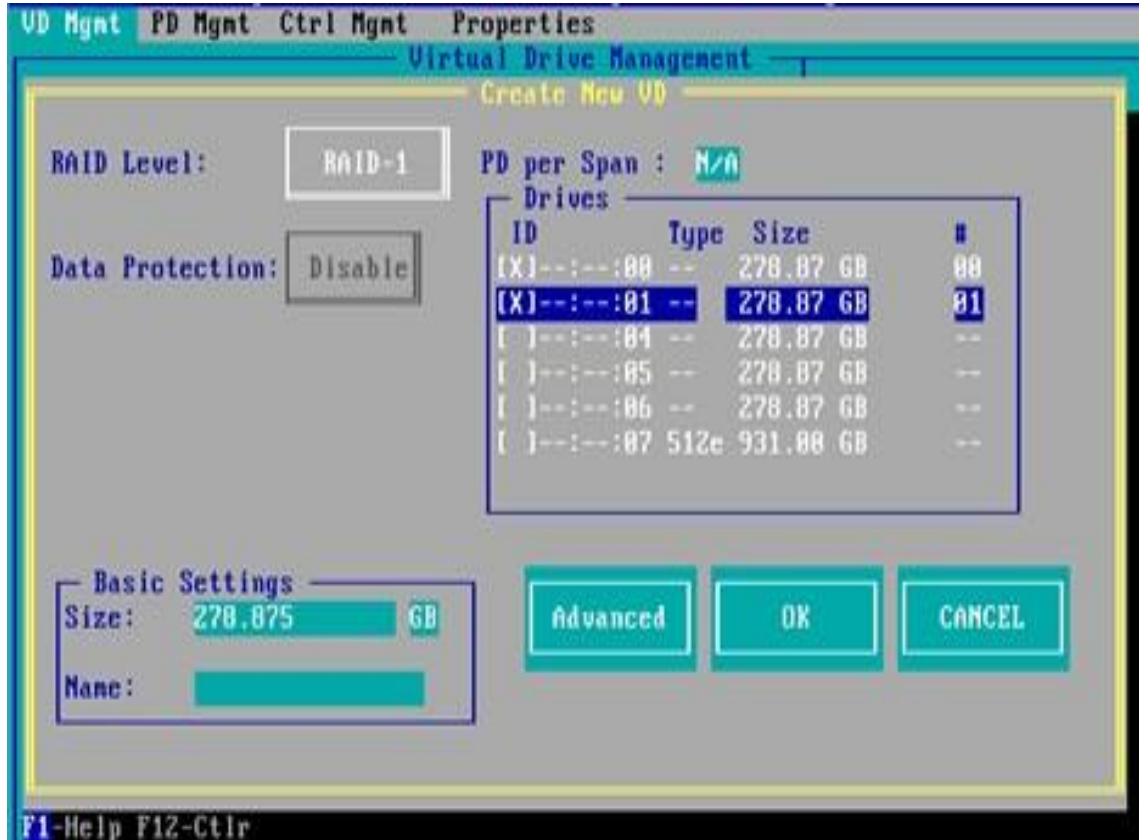 VD Mgmt PD Mgmt Ctrl Mgmt Properties
Virtual Drive Management
Create New VD
RAID Level: RAID-1 PD per Span : N/A
Drives
ID Type Size #
Data Protection: Disable
[X]--:--:00 -- 278.87 GB 00
[X]--:--:01 -- 278.87 GB 01
[ ]--:--:04 -- 278.87 GB --
[ ]--:--:05 -- 278.87 GB --
[ ]--:--:06 -- 278.87 GB --
[ ]--:--:07 512e 931.00 GB --
Basic Settings
Size: 278.875 GB
Name:
Advanced OK CANCEL
F1-Help F12-Ctlr